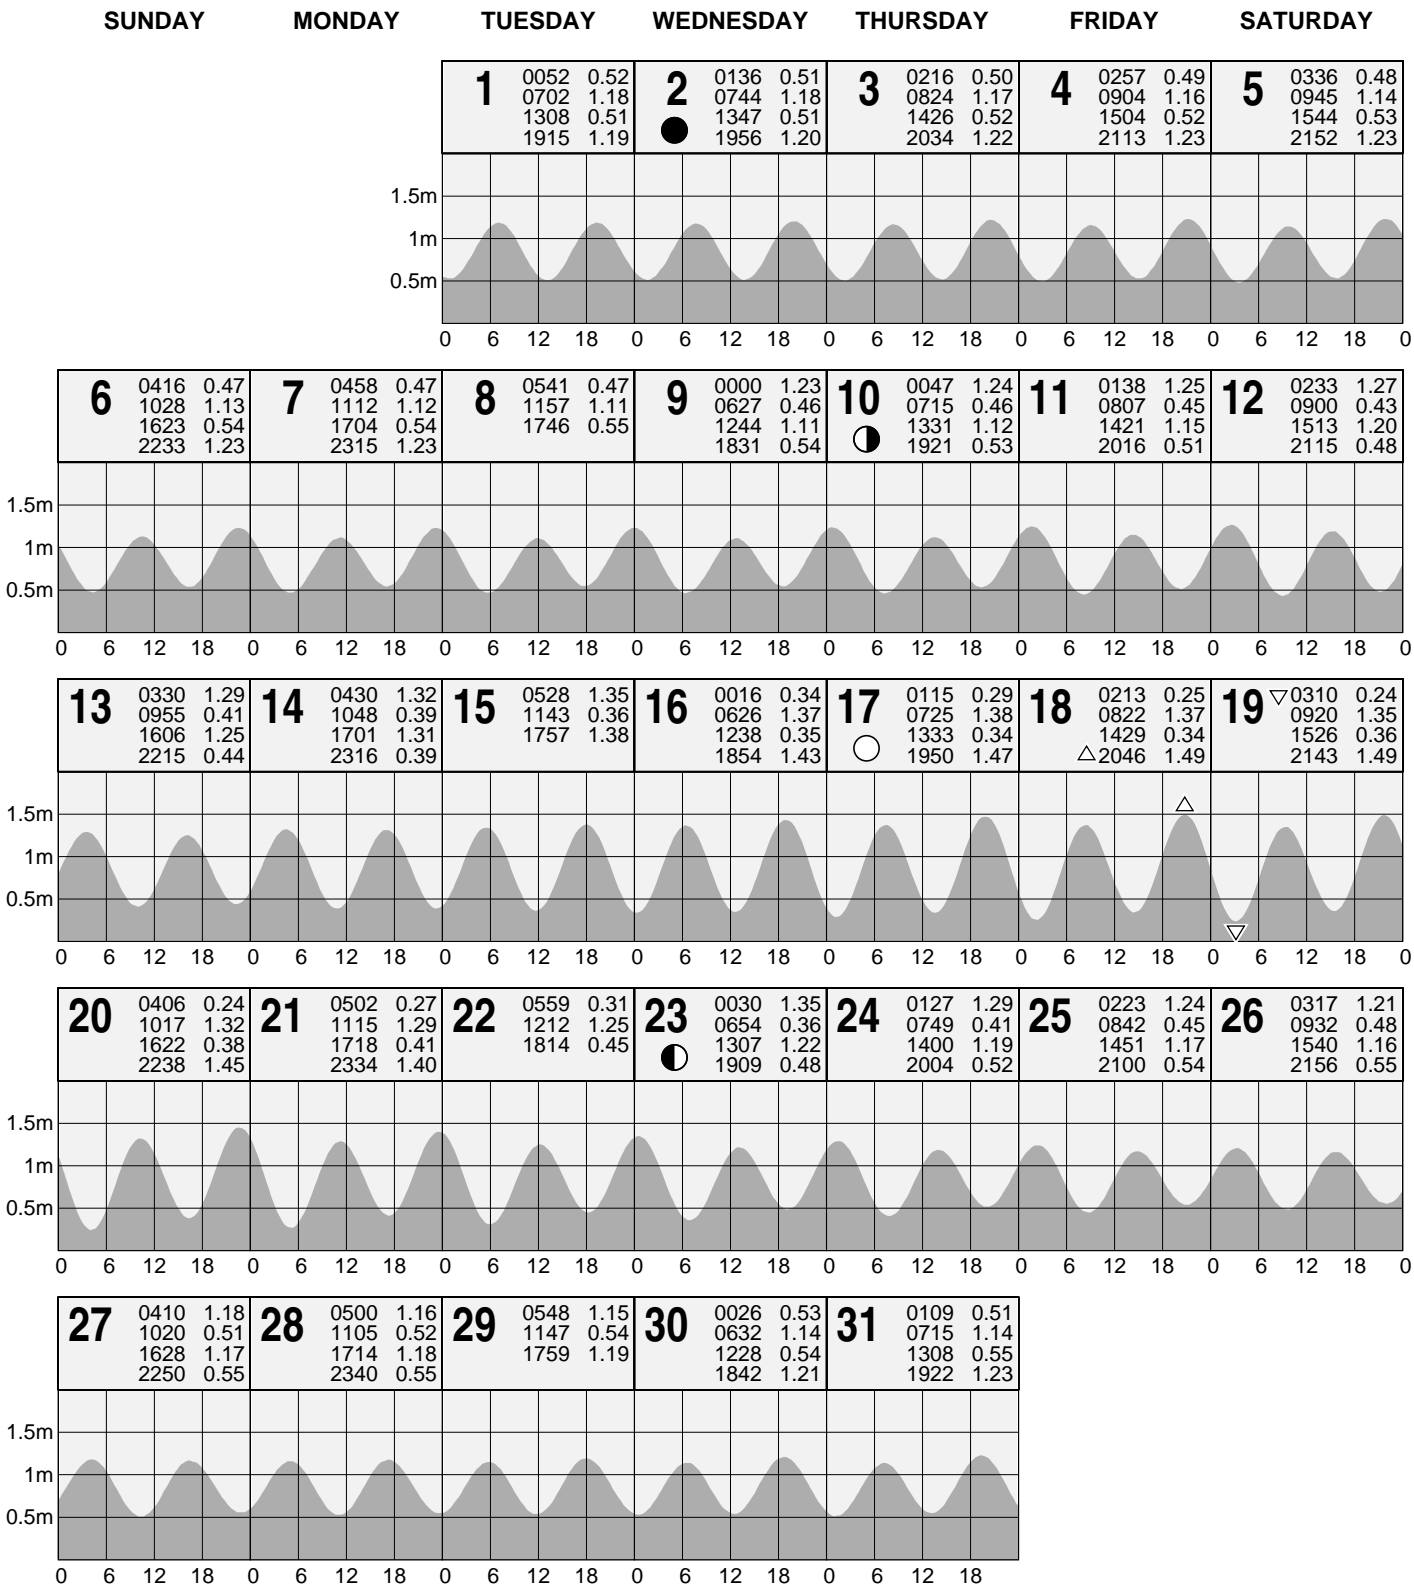 SUNDAY MONDAY TUESDAY WEDNESDAY THURSDAY FRIDAY SATURDAY
1 0052 0.52
0702 1.18
1308 0.51
1915 1.19
2 0136 0.51
0744 1.18
1347 0.51
1956 1.20
3 0216 0.50
0824 1.17
1426 0.52
2034 1.22
4 0257 0.49
0904 1.16
1504 0.52
2113 1.23
5 0336 0.48
0945 1.14
1544 0.53
2152 1.23
1.5m
1m
0.5m
0 6 12 18 0 6 12 18 0 6 12 18 0 6 12 18 0 6 12 18 0
6 0416 0.47
1028 1.13
1623 0.54
2233 1.23
7 0458 0.47
1112 1.12
1704 0.54
2315 1.23
8 0541 0.47
1157 1.11
1746 0.55
9 0000 1.23
0627 0.46
1244 1.11
1831 0.54
10 0047 1.24
0715 0.46
1331 1.12
1921 0.53
11 0138 1.25
0807 0.45
1421 1.15
2016 0.51
12 0233 1.27
0900 0.43
1513 1.20
2115 0.48
1.5m
1m
0.5m
0 6 12 18 0 6 12 18 0 6 12 18 0 6 12 18 0 6 12 18 0 6 12 18 0 6 12 18 0
13 0330 1.29
0955 0.41
1606 1.25
2215 0.44
14 0430 1.32
1048 0.39
1701 1.31
2316 0.39
15 0528 1.35
1143 0.36
1757 1.38
16 0016 0.34
0626 1.37
1238 0.35
1854 1.43
17 0115 0.29
0725 1.38
1333 0.34
1950 1.47
18 0213 0.25
0822 1.37
1429 0.34
2046 1.49
19 0310 0.24
0920 1.35
1526 0.36
2143 1.49
1.5m
1m
0.5m
0 6 12 18 0 6 12 18 0 6 12 18 0 6 12 18 0 6 12 18 0 6 12 18 0 6 12 18 0
20 0406 0.24
1017 1.32
1622 0.38
2238 1.45
21 0502 0.27
1115 1.29
1718 0.41
2334 1.40
22 0559 0.31
1212 1.25
1814 0.45
23 0030 1.35
0654 0.36
1307 1.22
1909 0.48
24 0127 1.29
0749 0.41
1400 1.19
2004 0.52
25 0223 1.24
0842 0.45
1451 1.17
2100 0.54
26 0317 1.21
0932 0.48
1540 1.16
2156 0.55
1.5m
1m
0.5m
0 6 12 18 0 6 12 18 0 6 12 18 0 6 12 18 0 6 12 18 0 6 12 18 0 6 12 18 0
27 0410 1.18
1020 0.51
1628 1.17
2250 0.55
28 0500 1.16
1105 0.52
1714 1.18
2340 0.55
29 0548 1.15
1147 0.54
1759 1.19
30 0026 0.53
0632 1.14
1228 0.54
1842 1.21
31 0109 0.51
0715 1.14
1308 0.55
1922 1.23
1.5m
1m
0.5m
0 6 12 18 0 6 12 18 0 6 12 18 0 6 12 18 0 6 12 18